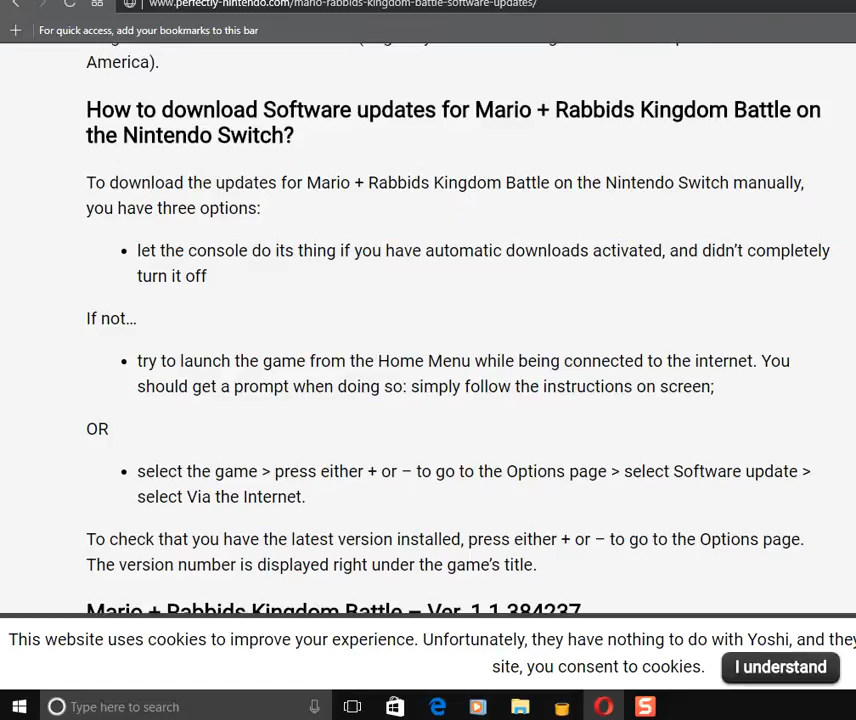 www.perfectly-nintendo.com/mario-rabbids-kingdom-battle-software-updates/
For quick access, add your bookmarks to this bar
America).
How to download Software updates for Mario + Rabbids Kingdom Battle on
the Nintendo Switch?
To download the updates for Mario + Rabbids Kingdom Battle on the Nintendo Switch manually,
you have three options:
• let the console do its thing if you have automatic downloads activated, and didn’t completely
turn it off
If not…
• try to launch the game from the Home Menu while being connected to the internet. You
should get a prompt when doing so: simply follow the instructions on screen;
OR
• select the game > press either + or – to go to the Options page > select Software update >
select Via the Internet.
To check that you have the latest version installed, press either + or – to go to the Options page.
The version number is displayed right under the game’s title.
Mario + Rabbids Kingdom Battle – Ver. 1.1.384237
This website uses cookies to improve your experience. Unfortunately, they have nothing to do with Yoshi, and they
site, you consent to cookies.
I understand
Type here to search